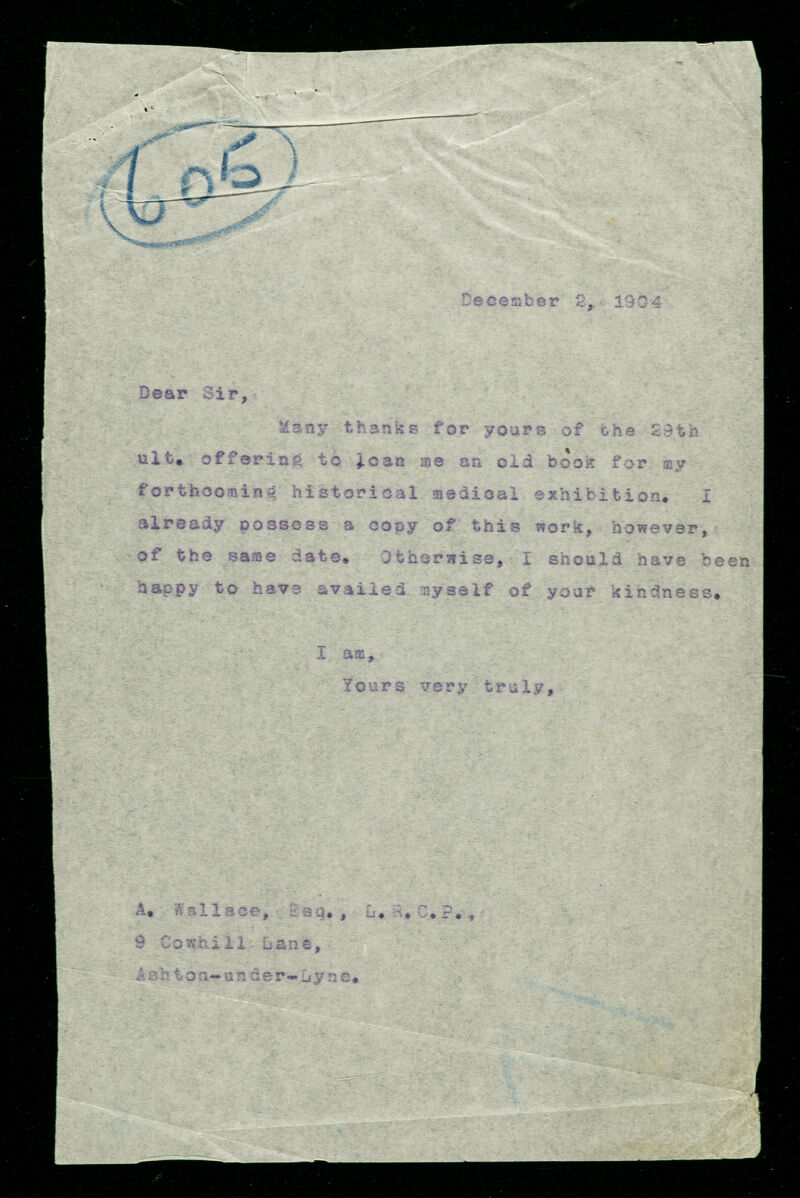 605
December 2, 1904
Dear Sir,
Many thanks for yours of the 29th
ult. offering to loan me an old book for my
forthcoming historical medical exhibition. I
already possess a copy of this work, however,
of the same date. Otherwise, I should have been
happy to have availed myself of your kindness.
I am,
Yours very truly,
A. Wallace, Esq., L.R.C.P.,
9 Cowhill Lane,
Ashton-under-Lyne.